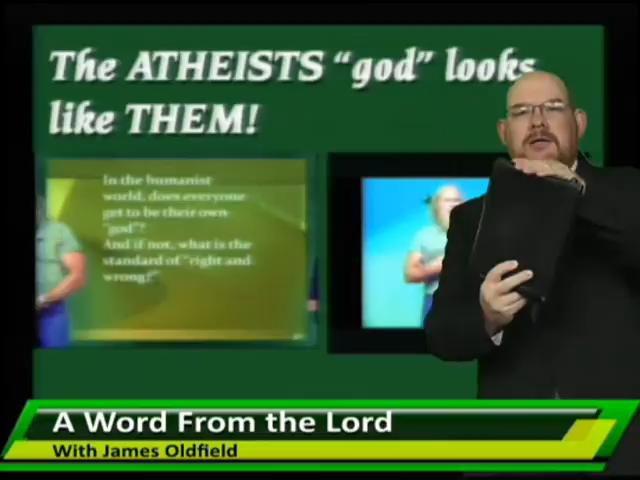 The ATHEISTS "god" looks
like THEM!
In the humanist
world, does everyone
get to be their own
"god"?
And if not, what is the
standard of "right and
wrong?"
A Word From the Lord
With James Oldfield